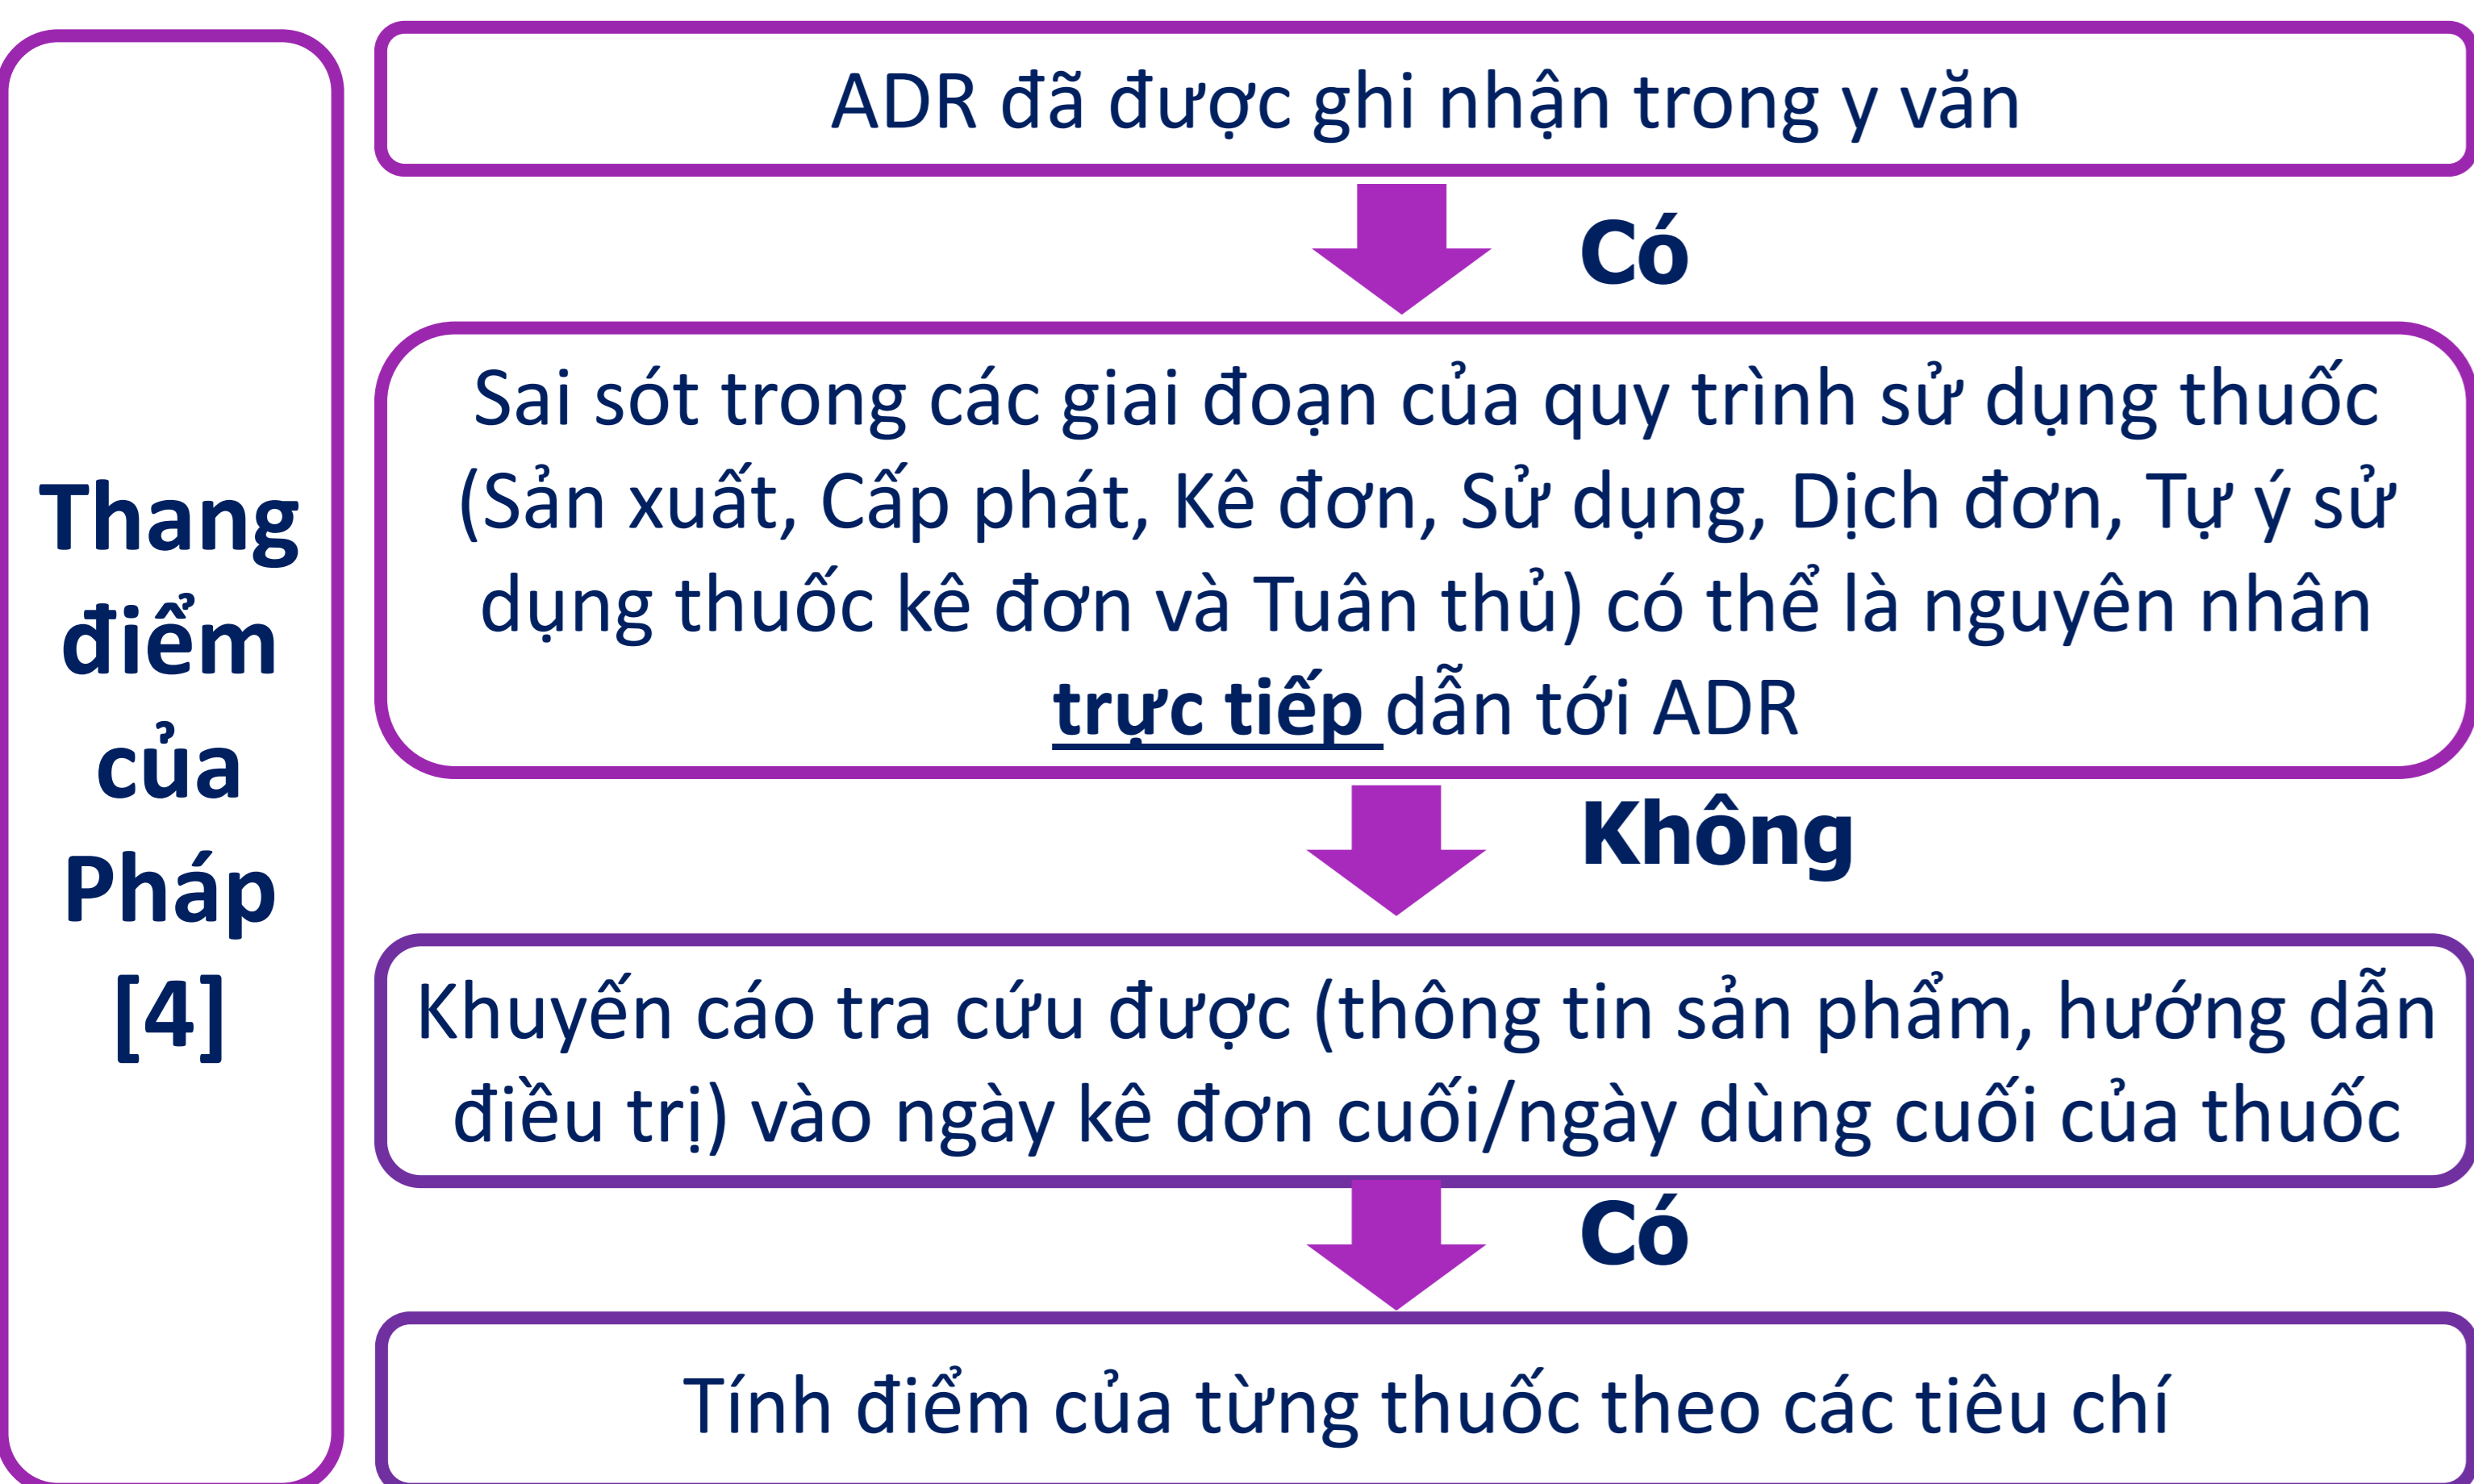 Thang
điểm
của
Pháp
[4]
ADR đã được ghi nhận trong y văn
Có
Sai sót trong các giai đoạn của quy trình sử dụng thuốc
(Sản xuất, Cấp phát, Kê đơn, Sử dụng, Dịch đơn, Tự ý sử
dụng thuốc kê đơn và Tuân thủ) có thể là nguyên nhân
trực tiếp dẫn tới ADR
Không
Khuyến cáo tra cứu được (thông tin sản phẩm, hướng dẫn
điều trị) vào ngày kê đơn cuối/ngày dùng cuối của thuốc
Có
Tính điểm của từng thuốc theo các tiêu chí